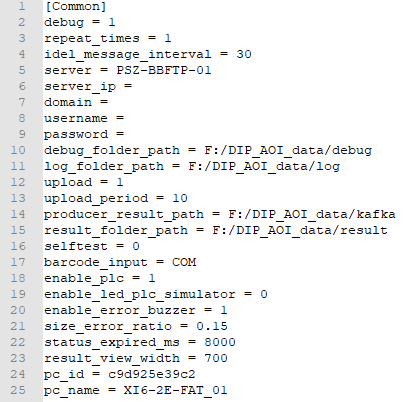 1 [Common]
2 debug = 1
3 repeat_times = 1
4 idel_message_interval = 30
5 server = PSZ-BBFTP-01
6 server_ip =
7 domain =
8 username =
9 password =
10 debug_folder_path = F:/DIP_AOI_data/debug
11 log_folder_path = F:/DIP_AOI_data/log
12 upload = 1
13 upload_period = 10
14 producer_result_path = F:/DIP_AOI_data/kafka
15 result_folder_path = F:/DIP_AOI_data/result
16 selftest = 0
17 barcode_input = COM
18 enable_plc = 1
19 enable_led_plc_simulator = 0
20 enable_error_buzzer = 1
21 size_error_ratio = 0.15
22 status_expired_ms = 8000
23 result_view_width = 700
24 pc_id = c9d925e39c2
25 pc_name = XI6-2E-FAT_01